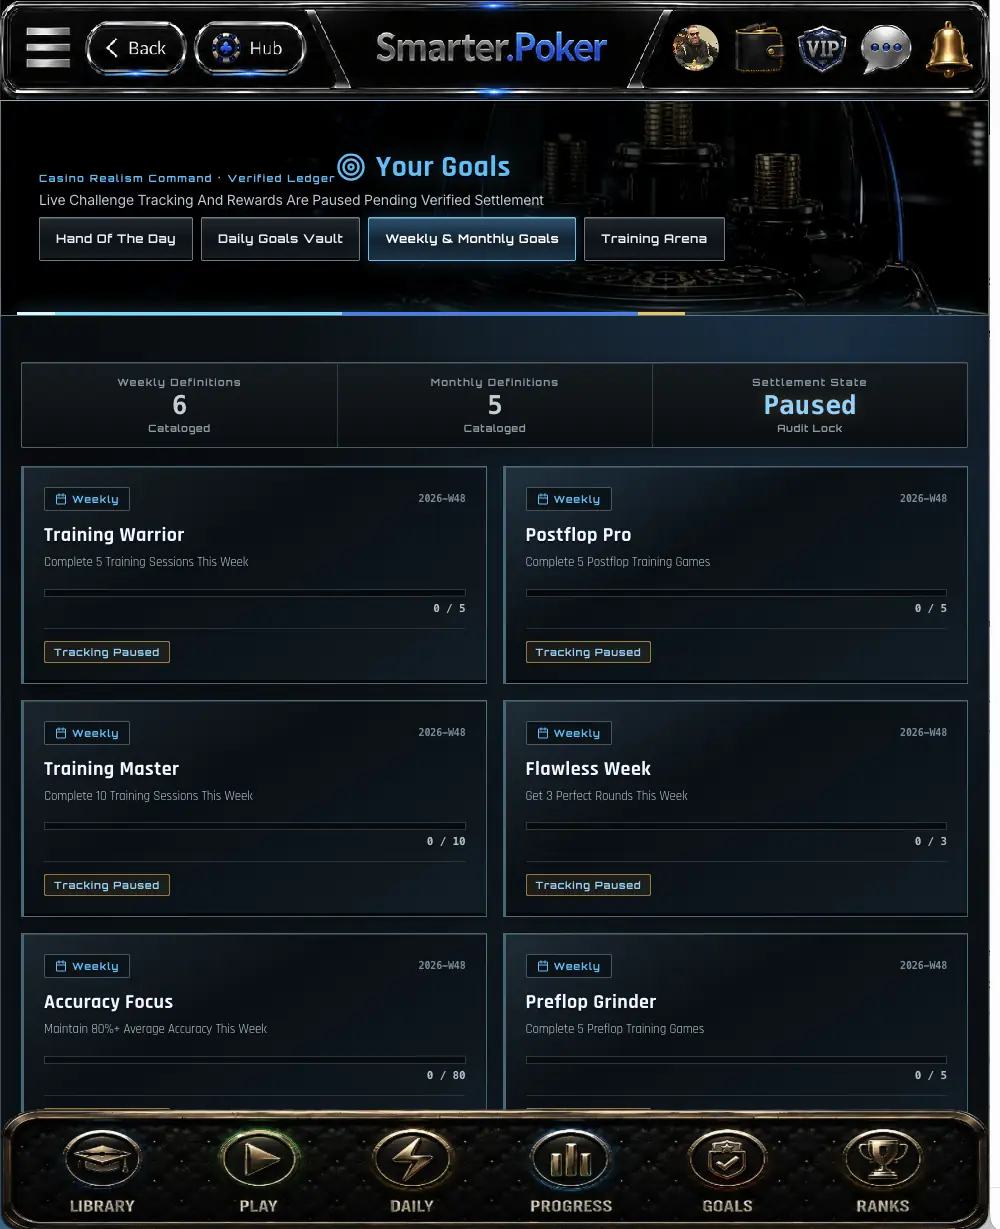 Back
Hub
Smarter.Poker
VIP
Casino Realism Command · Verified Ledger
Your Goals
Live Challenge Tracking And Rewards Are Paused Pending Verified Settlement
Hand Of The Day
Daily Goals Vault
Weekly & Monthly Goals
Training Arena
Weekly Definitions
6
Cataloged
Monthly Definitions
5
Cataloged
Settlement State
Paused
Audit Lock
Weekly
2026-W48
Training Warrior
Complete 5 Training Sessions This Week
0 / 5
Tracking Paused
Weekly
2026-W48
Postflop Pro
Complete 5 Postflop Training Games
0 / 5
Tracking Paused
Weekly
2026-W48
Training Master
Complete 10 Training Sessions This Week
0 / 10
Tracking Paused
Weekly
2026-W48
Flawless Week
Get 3 Perfect Rounds This Week
0 / 3
Tracking Paused
Weekly
2026-W48
Accuracy Focus
Maintain 80%+ Average Accuracy This Week
0 / 80
Weekly
2026-W48
Preflop Grinder
Complete 5 Preflop Training Games
0 / 5
LIBRARY
PLAY
DAILY
PROGRESS
GOALS
RANKS